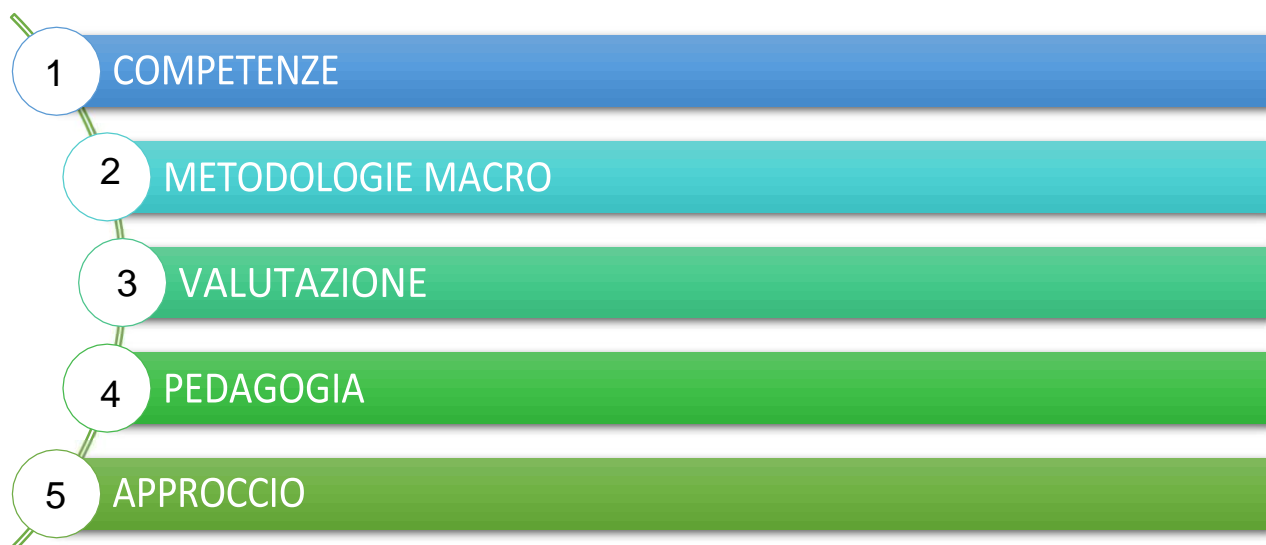 1 COMPETENZE
2 METODOLOGIE MACRO
3 VALUTAZIONE
4 PEDAGOGIA
5 APPROCCIO